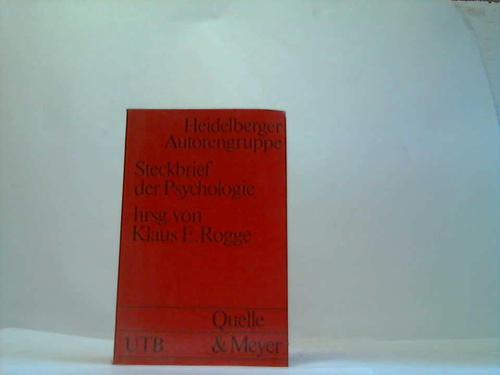 Heidelberger
Autorengruppe
Steckbrief
der Psychologie
hrsg. von
Klaus E. Rogge
Quelle
UTB & Meyer